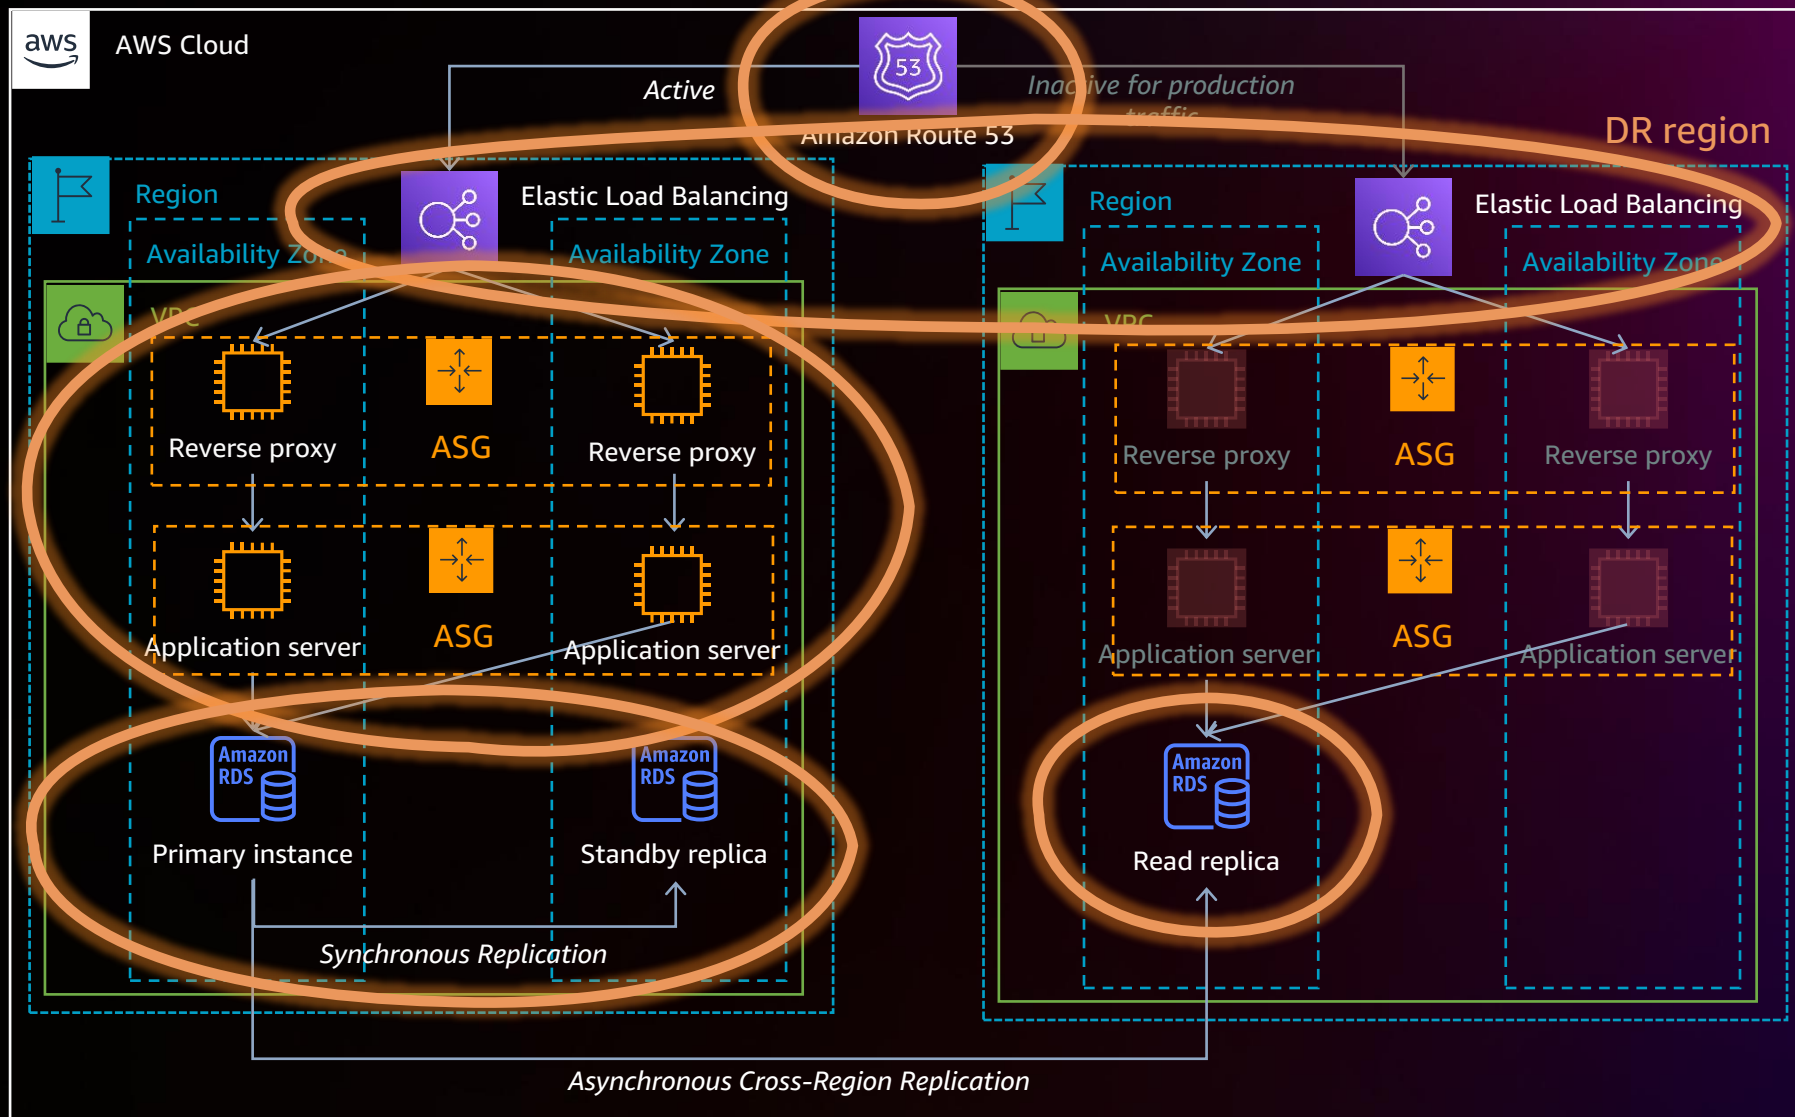 aws
AWS Cloud
Active
53
Inactive for production
traffic
Amazon Route 53
DR region
Region
Elastic Load Balancing
Availability Zone
Availability Zone
VPC
Reverse proxy
ASG
Reverse proxy
Application server
ASG
Application server
Amazon
RDS
Amazon
RDS
Primary instance
Standby replica
Synchronous Replication
Region
Elastic Load Balancing
Availability Zone
Availability Zone
VPC
Reverse proxy
ASG
Reverse proxy
Application server
ASG
Application server
Amazon
RDS
Read replica
Asynchronous Cross-Region Replication